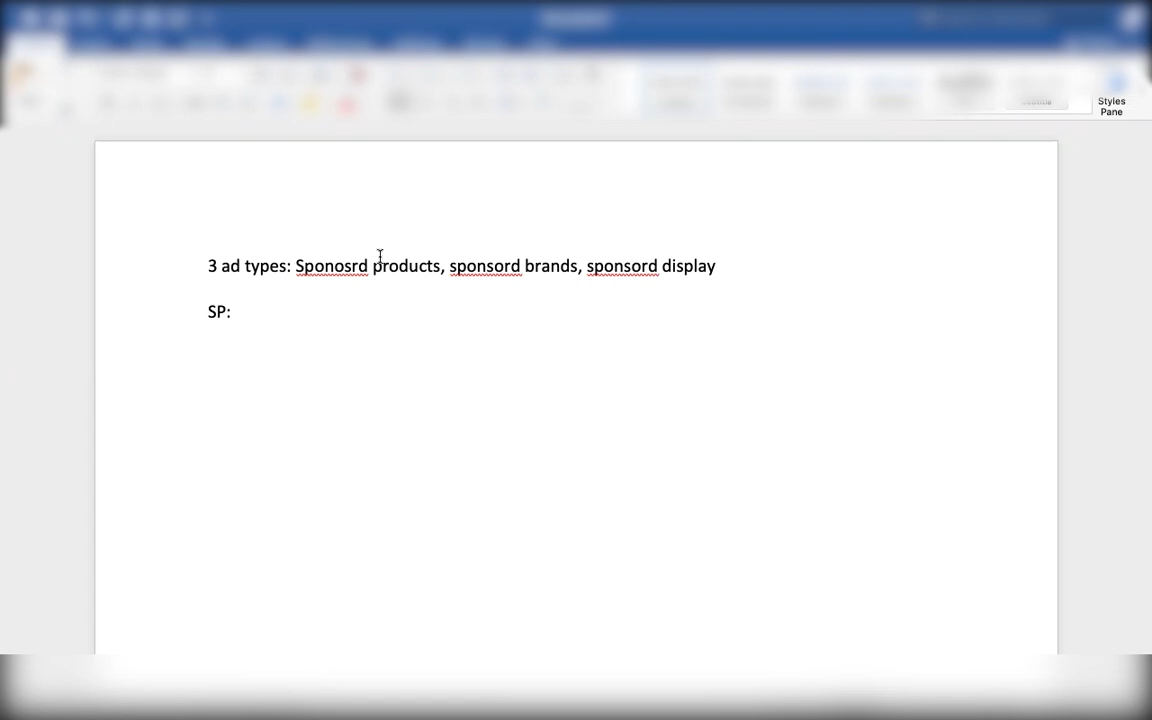 Styles
Pane
3 ad types: Sponosrd products, sponsord brands, sponsord display
SP: